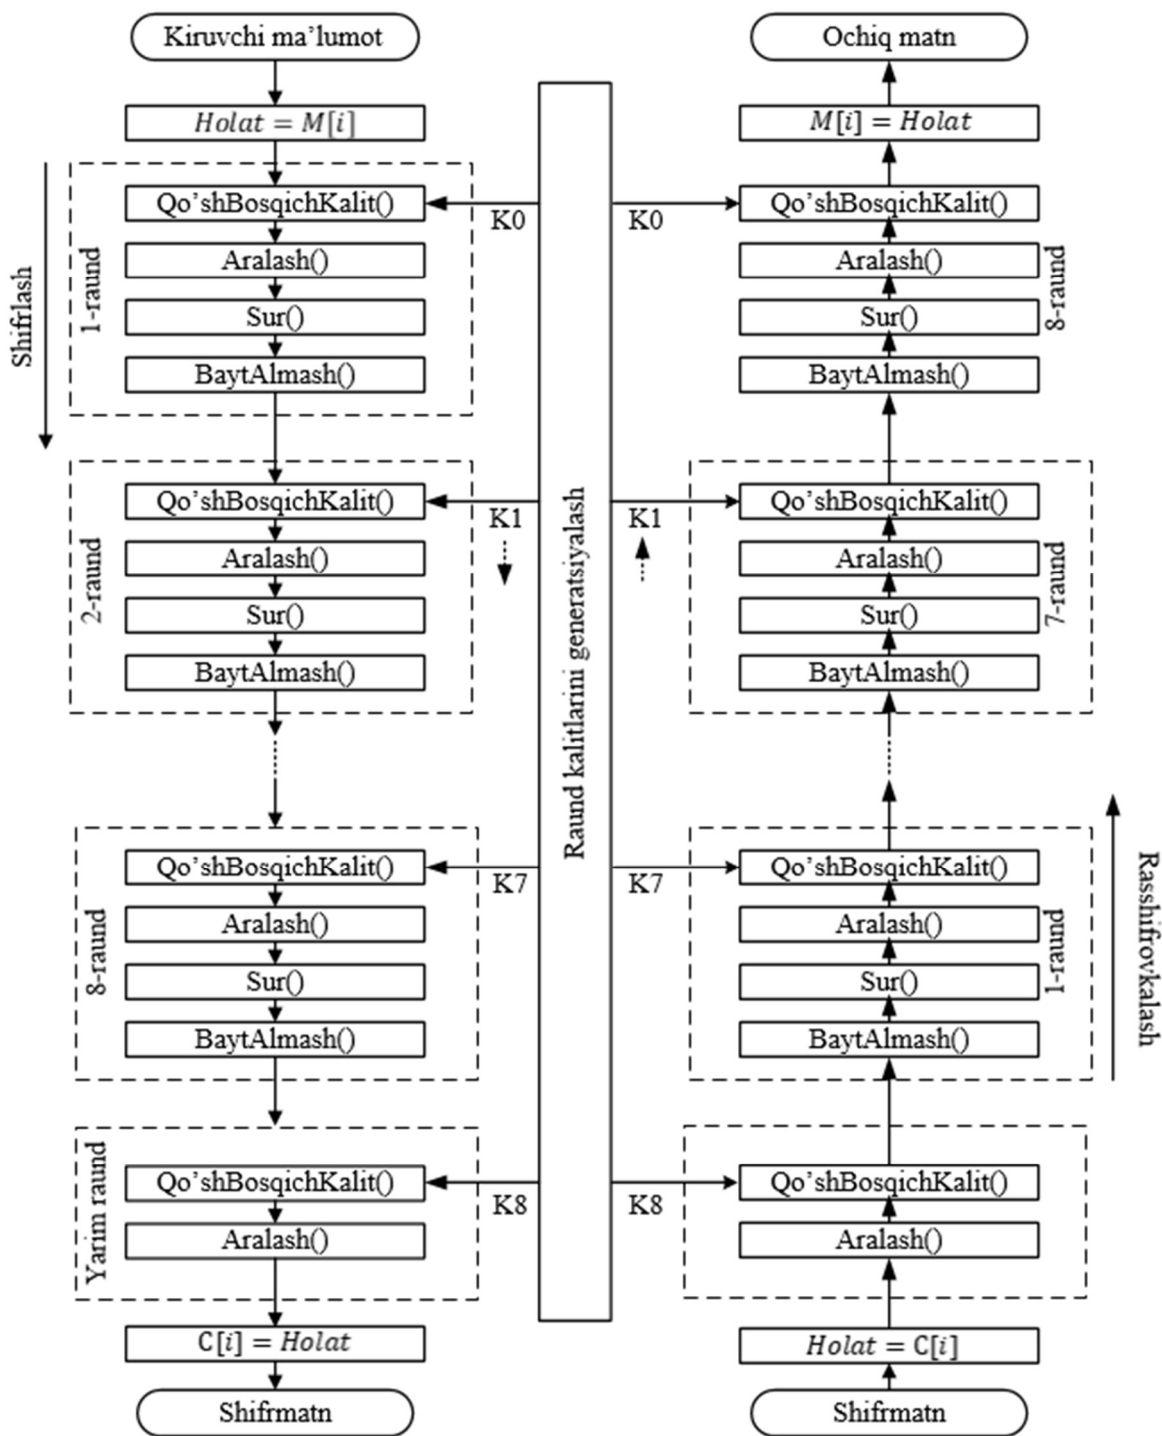 Kiruvchi ma’lumot
Holat = M[i]
Shifrlash
1-raund
Qo’shBosqichKalit()
Aralash()
Sur()
BaytAlmash()
2-raund
Qo’shBosqichKalit()
Aralash()
Sur()
BaytAlmash()
8-raund
Qo’shBosqichKalit()
Aralash()
Sur()
BaytAlmash()
Yarim raund
Qo’shBosqichKalit()
Aralash()
C[i] = Holat
Shifrmatn
K0
K1
K7
K8
Raund kalitlarini generatsiyalash
K0
K1
K7
K8
Ochiq matn
M[i] = Holat
Qo’shBosqichKalit()
Aralash()
Sur()
BaytAlmash()
8-raund
Qo’shBosqichKalit()
Aralash()
Sur()
BaytAlmash()
7-raund
Qo’shBosqichKalit()
Aralash()
Sur()
BaytAlmash()
1-raund
Rasshifrovkalash
Qo’shBosqichKalit()
Aralash()
Holat = C[i]
Shifrmatn